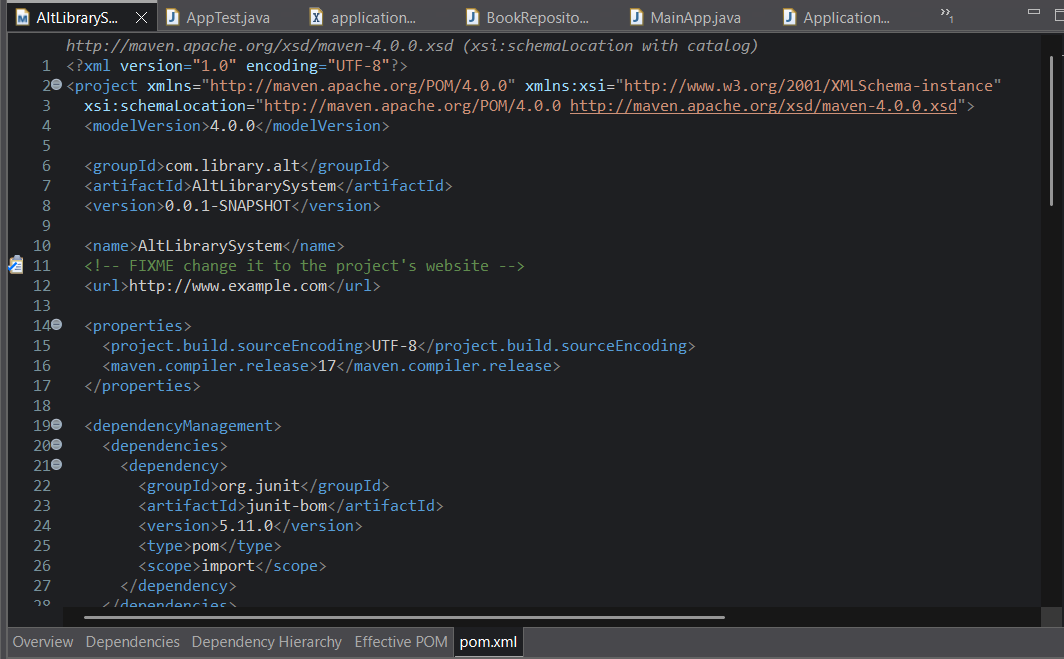 AltLibraryS... AppTest.java application... BookReposito... MainApp.java Application... »1
http://maven.apache.org/xsd/maven-4.0.0.xsd (xsi:schemaLocation with catalog)
1 <?xml version="1.0" encoding="UTF-8"?>
2 <project xmlns="http://maven.apache.org/POM/4.0.0" xmlns:xsi="http://www.w3.org/2001/XMLSchema-instance"
3 xsi:schemaLocation="http://maven.apache.org/POM/4.0.0 http://maven.apache.org/xsd/maven-4.0.0.xsd">
4 <modelVersion>4.0.0</modelVersion>
5
6 <groupId>com.library.alt</groupId>
7 <artifactId>AltLibrarySystem</artifactId>
8 <version>0.0.1-SNAPSHOT</version>
9
10 <name>AltLibrarySystem</name>
11 <!-- FIXME change it to the project's website -->
12 <url>http://www.example.com</url>
13
14 <properties>
15 <project.build.sourceEncoding>UTF-8</project.build.sourceEncoding>
16 <maven.compiler.release>17</maven.compiler.release>
17 </properties>
18
19 <dependencyManagement>
20 <dependencies>
21 <dependency>
22 <groupId>org.junit</groupId>
23 <artifactId>junit-bom</artifactId>
24 <version>5.11.0</version>
25 <type>pom</type>
26 <scope>import</scope>
27 </dependency>
28 </dependencies>
Overview Dependencies Dependency Hierarchy Effective POM pom.xml